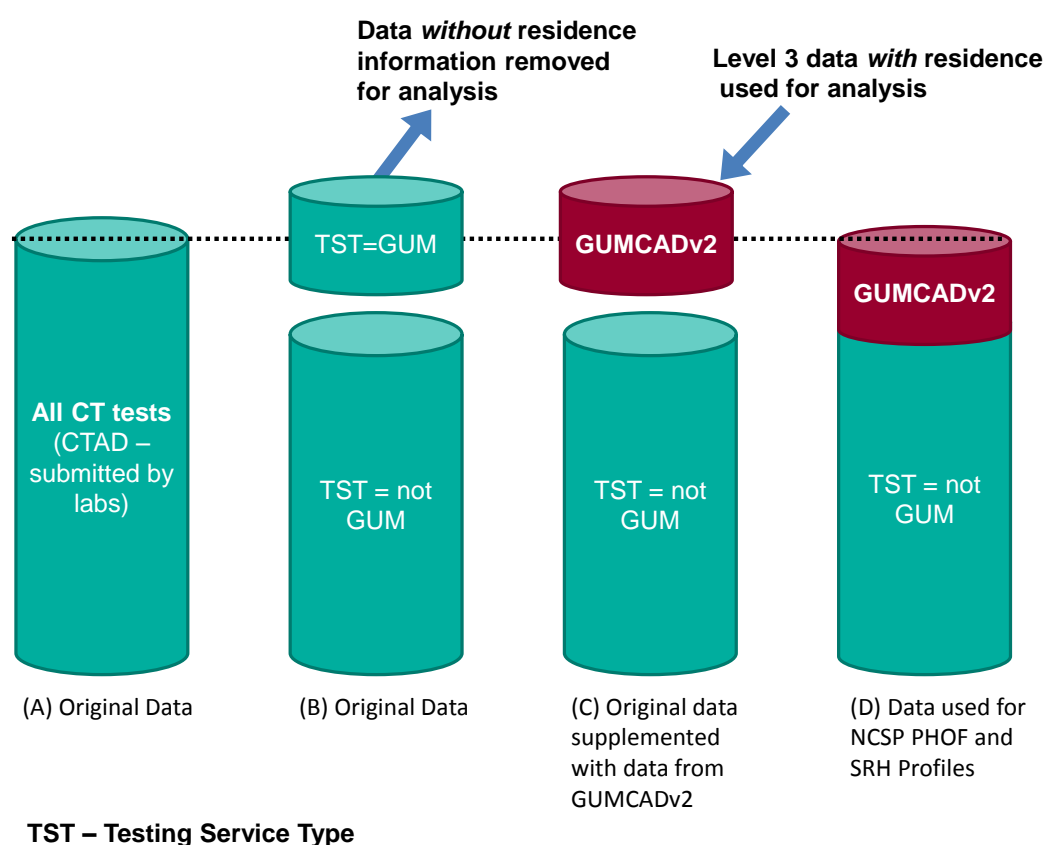 Data without residence
information removed
for analysis
Level 3 data with residence
used for analysis
TST=GUM
GUMCADv2
GUMCADv2
All CT tests
(CTAD –
submitted by
labs)
TST = not
GUM
TST = not
GUM
TST = not
GUM
(A) Original Data
(B) Original Data
(C) Original data
supplemented
with data from
GUMCADv2
(D) Data used for
NCSP PHOF and
SRH Profiles
TST – Testing Service Type